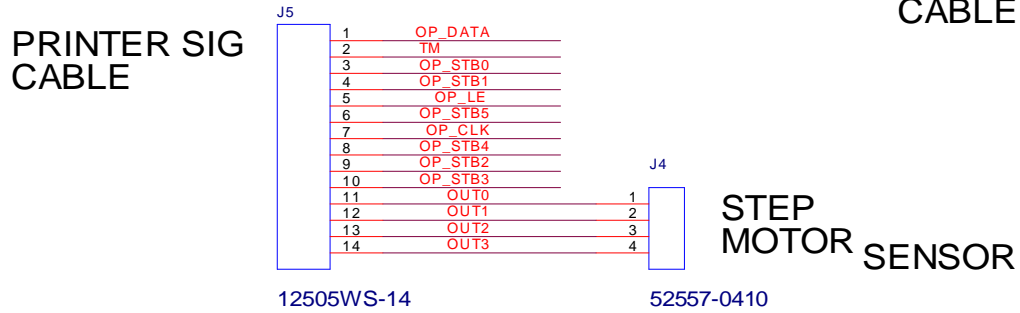 CABLE
J5
PRINTER SIG
CABLE
1 OP_DATA
2 TM
3 OP_STB0
4 OP_STB1
5 OP_LE
6 OP_STB5
7 OP_CLK
8 OP_STB4
9 OP_STB2
10 OP_STB3
J4
11 OUT0 1
12 OUT1 2
13 OUT2 3
14 OUT3 4
STEP
MOTOR
SENSOR
12505WS-14
52557-0410